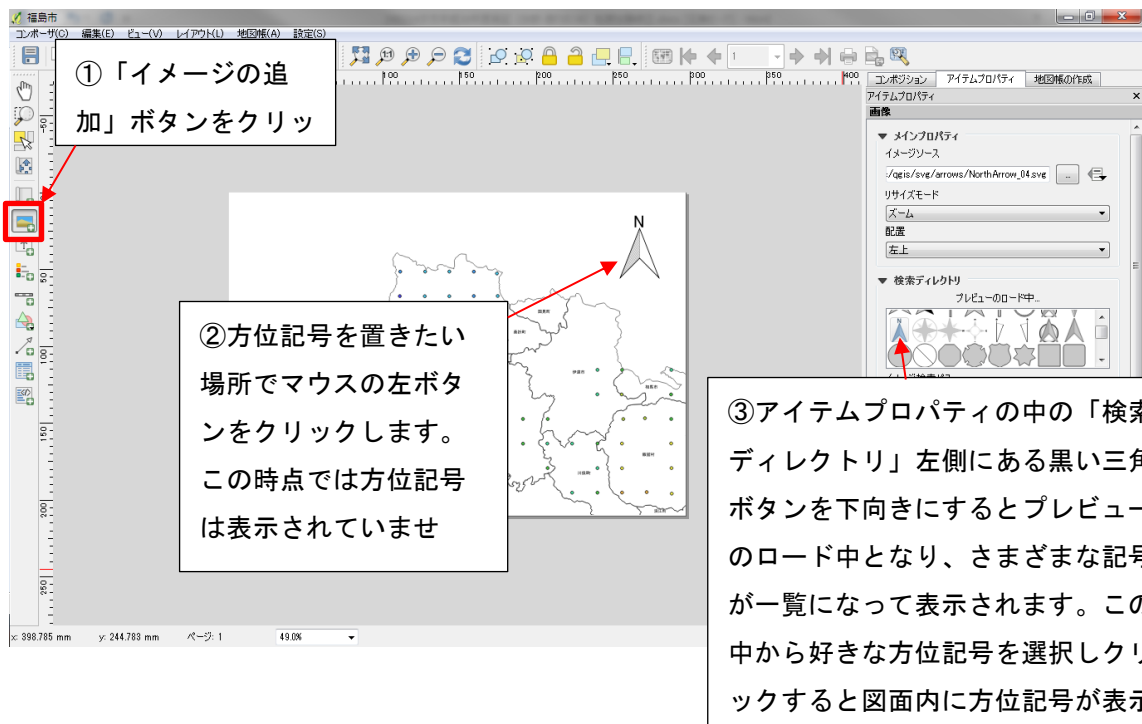 福島市
コンポーザ(C) 編集(E) ビュー(V) レイアウト(L) 地図帳(A) 設定(S)
1
①「イメージの追
加」ボタンをクリッ
100 150 200 250 300 350 400
コンポジション アイテムプロパティ 地図帳の作成
アイテムプロパティ
画像
メインプロパティ
イメージソース
:/qgis/svg/arrows/NorthArrow_04.svg ...
リサイズモード
ズーム
配置
左上
検索ディレクトリ
プレビューのロード中...
N
②方位記号を置きたい
場所でマウスの左ボタ
ンをクリックします。
この時点では方位記号
は表示されていませ
③アイテムプロパティの中の「検索
ディレクトリ」左側にある黒い三角
ボタンを下向きにするとプレビュー
のロード中となり、さまざまな記号
が一覧になって表示されます。この
中から好きな方位記号を選択しクリ
ックすると図面内に方位記号が表示
50
0
50
100
150
200
250
x: 398.785 mm y: 244.783 mm ページ: 1 49.0%